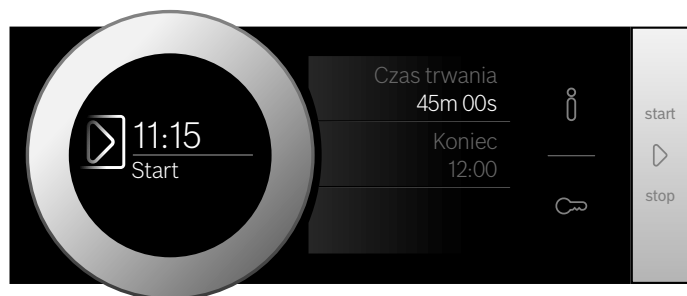 11:15
Start
Czas trwania
45m 00s
Koniec
12:00
start
stop